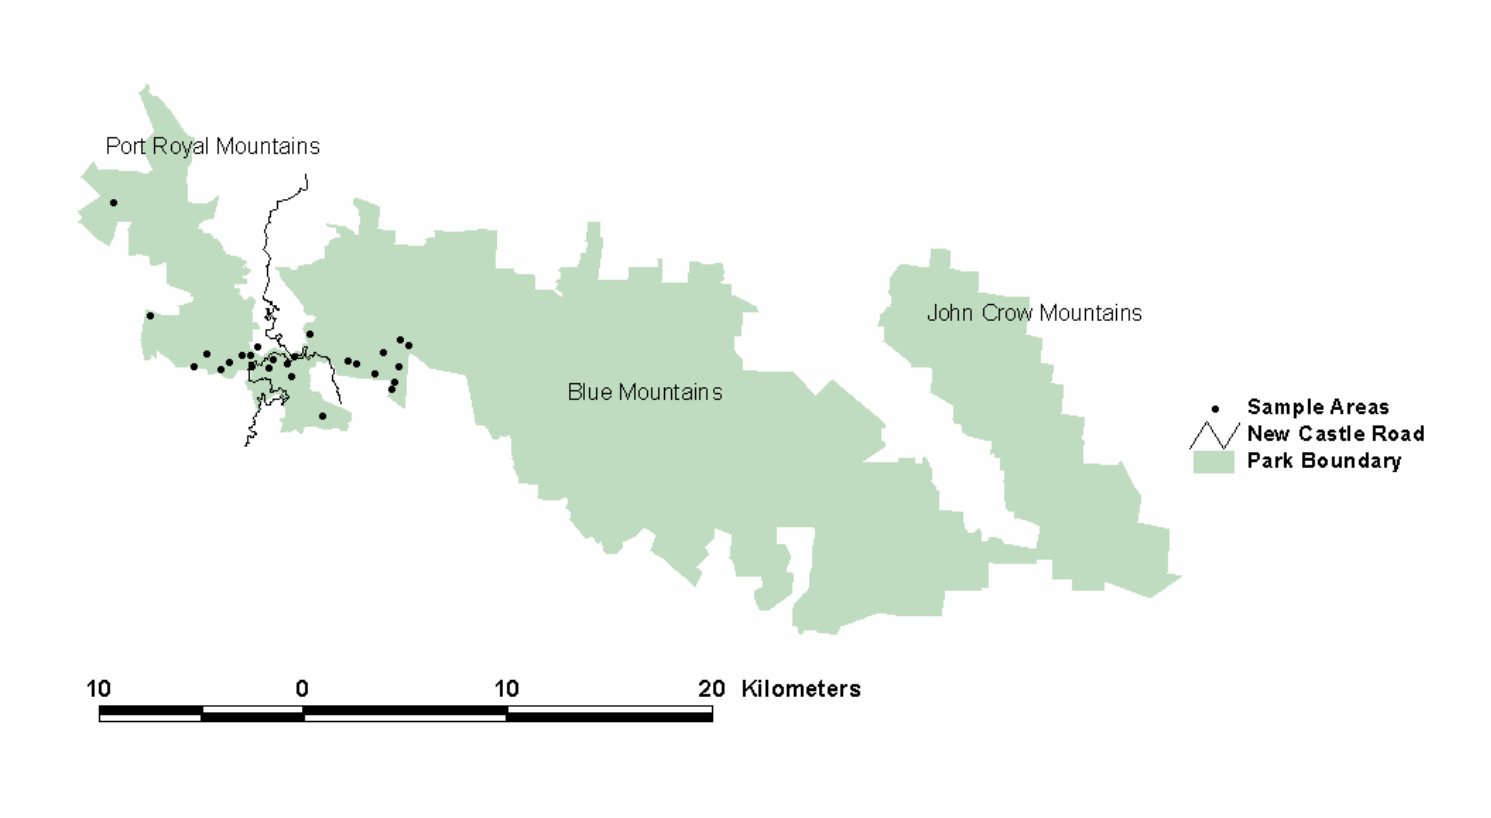 Port Royal Mountains
John Crow Mountains
Blue Mountains
Sample Areas
New Castle Road
Park Boundary
10 0 10 20 Kilometers